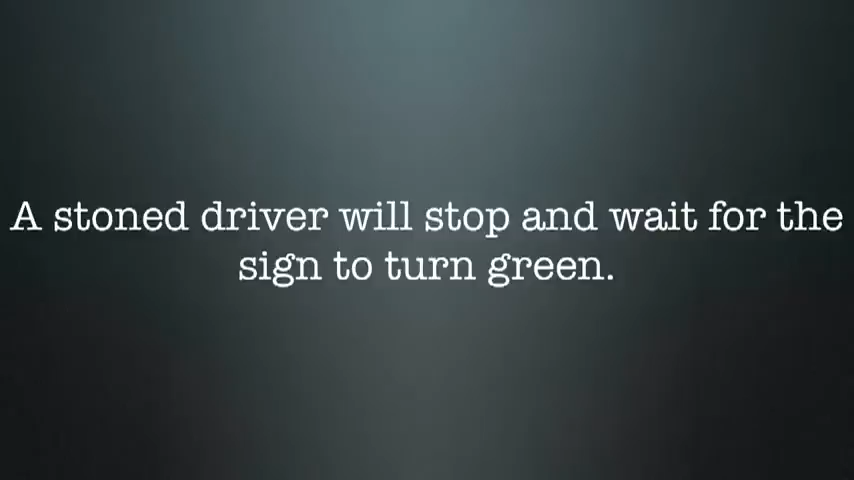 A stoned driver will stop and wait for the
sign to turn green.